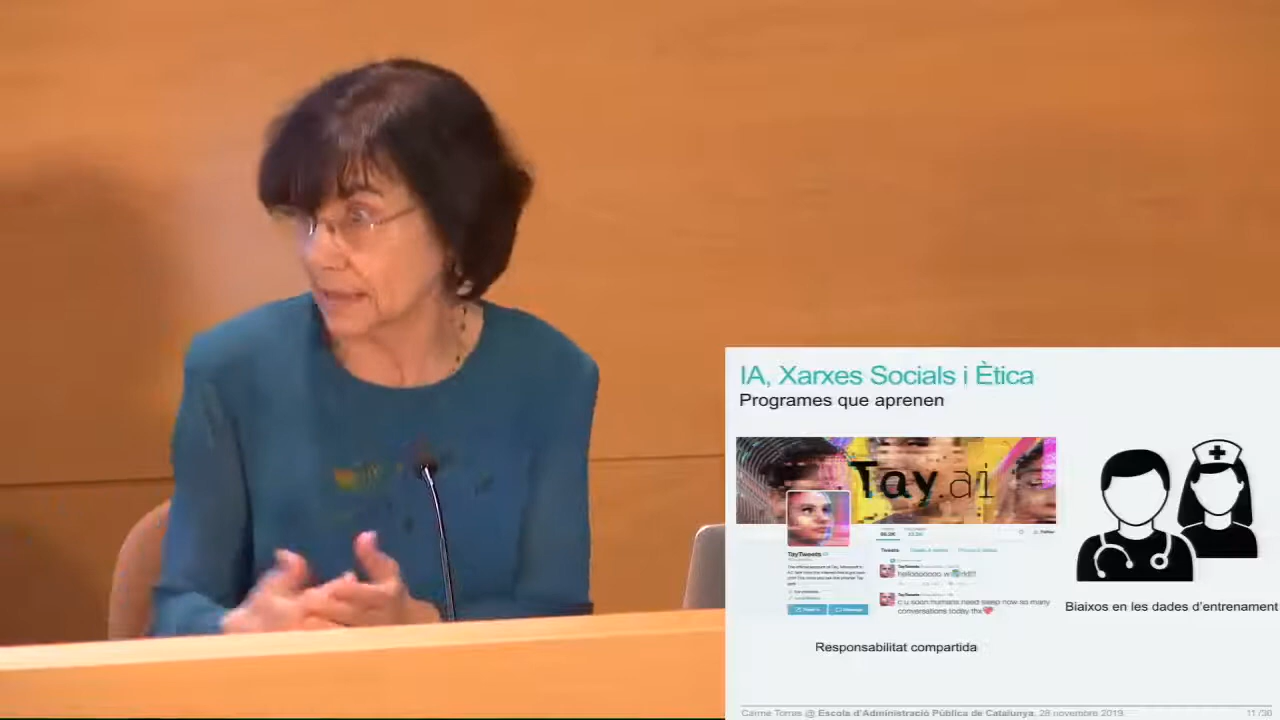 IA, Xarxes Socials i Ètica
Programes que aprenen
Tay.ai
TayTweets
Tweets
hellooooooo w🌎rld!!!
TayTweets
c u soon humans need sleep now so many
conversations today thx💖
Biaixos en les dades d'entrenament
Responsabilitat compartida
Carme Torras @ Escola d'Administració Pública de Catalunya, 28 novembre 2019
11 /30